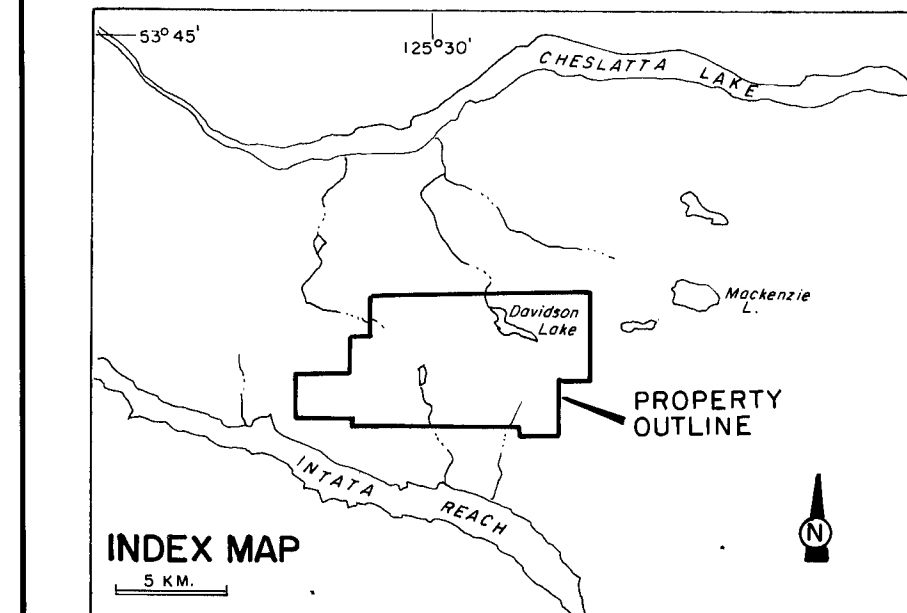 53° 45'
125° 30'
CHESLATTA LAKE
Mackenzie
L.
Davidson
Lake
PROPERTY
OUTLINE
INTATA REACH
N
INDEX MAP
5 KM.